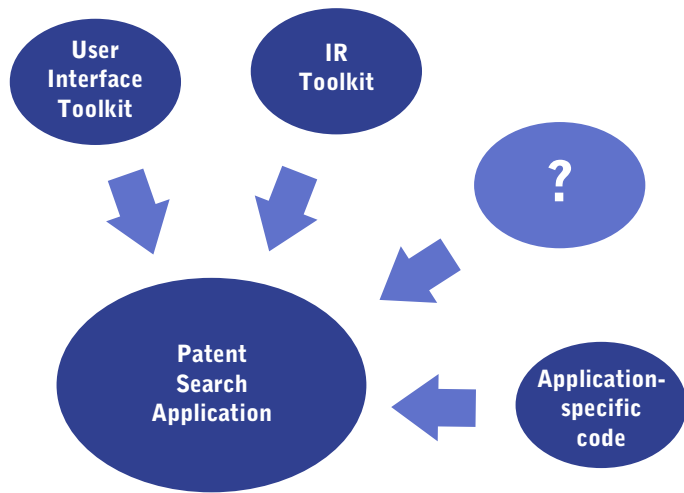 User
Interface
Toolkit
IR
Toolkit
?
Patent
Search
Application
Application-
specific
code